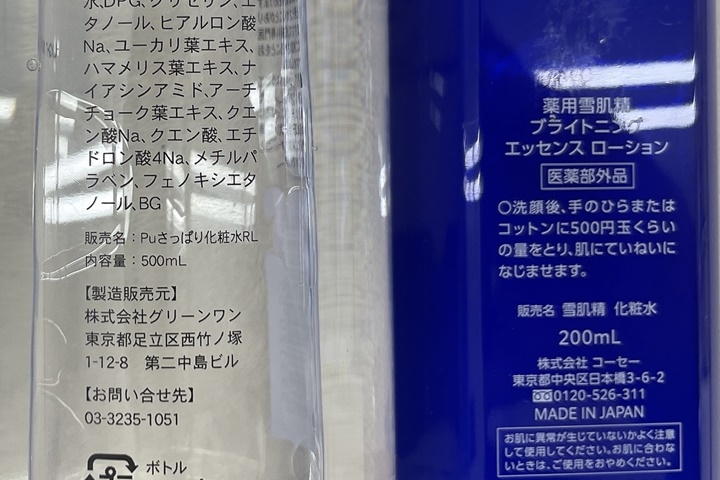 水、DPG、グリセリン、エ
タノール、ヒアルロン酸
Na、ユーカリ葉エキス、
ハマメリス葉エキス、ナ
イアシンアミド、アーチ
チョーク葉エキス、クエ
ン酸Na、クエン酸、エチ
ドロン酸4Na、メチルパ
ラベン、フェノキシエタ
ノール、BG
販売名：Puさっぱり化粧水RL
内容量：500mL
【製造販売元】
株式会社グリーンワン
東京都足立区西竹ノ塚
1-12-8 第二中島ビル
【お問い合せ先】
03-3235-1051
ボトル
薬用雪肌精
ブライトニング
エッセンス ローション
医薬部外品
○洗顔後、手のひらまたは
コットンに500円玉くらい
の量をとり、肌にていねいに
なじませます。
販売名 雪肌精 化粧水
200mL
株式会社 コーセー
東京都中央区日本橋3-6-2
0120-526-311
MADE IN JAPAN
お肌に異常が生じていないかよく注意
して使用してください。お肌に合わな
いときは、ご使用をおやめください。